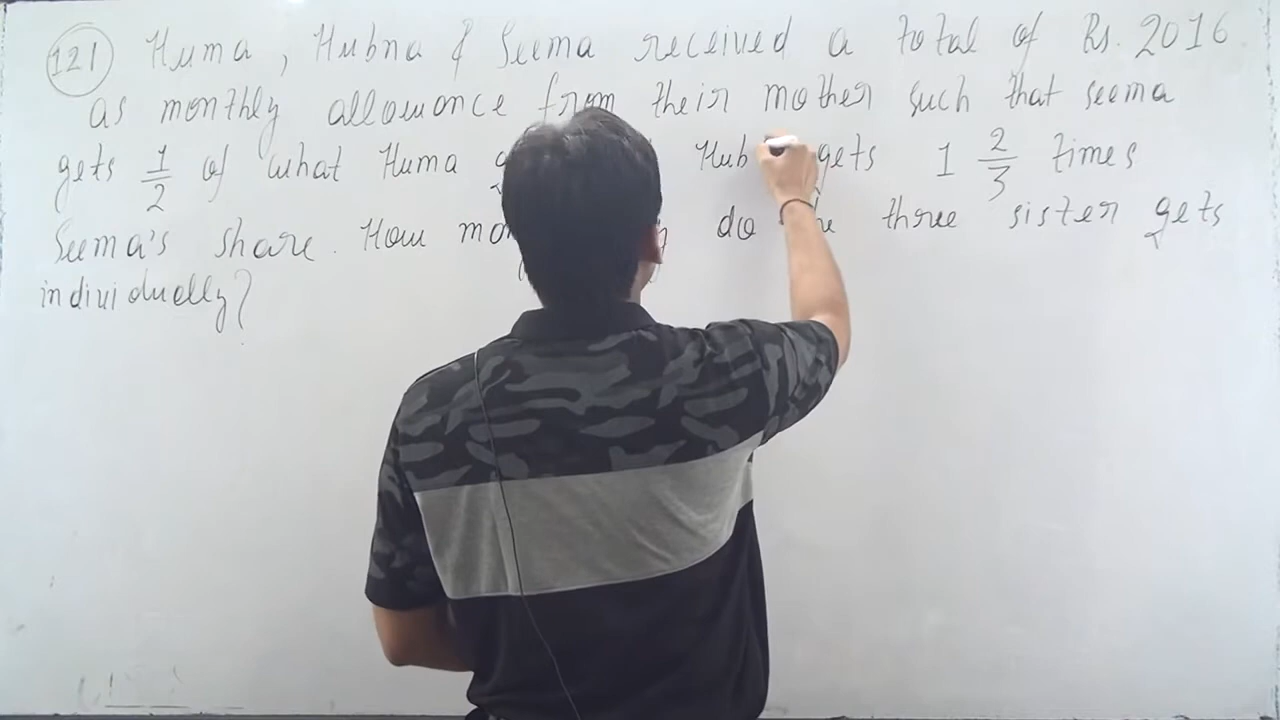 121 Huma, Hubna & Seema received a total of Rs. 2016
as monthly allowance from their mother such that seema
gets 1/2 of what Huma gets 1 2/3 times
Seema's share. How do three sister gets
individually?